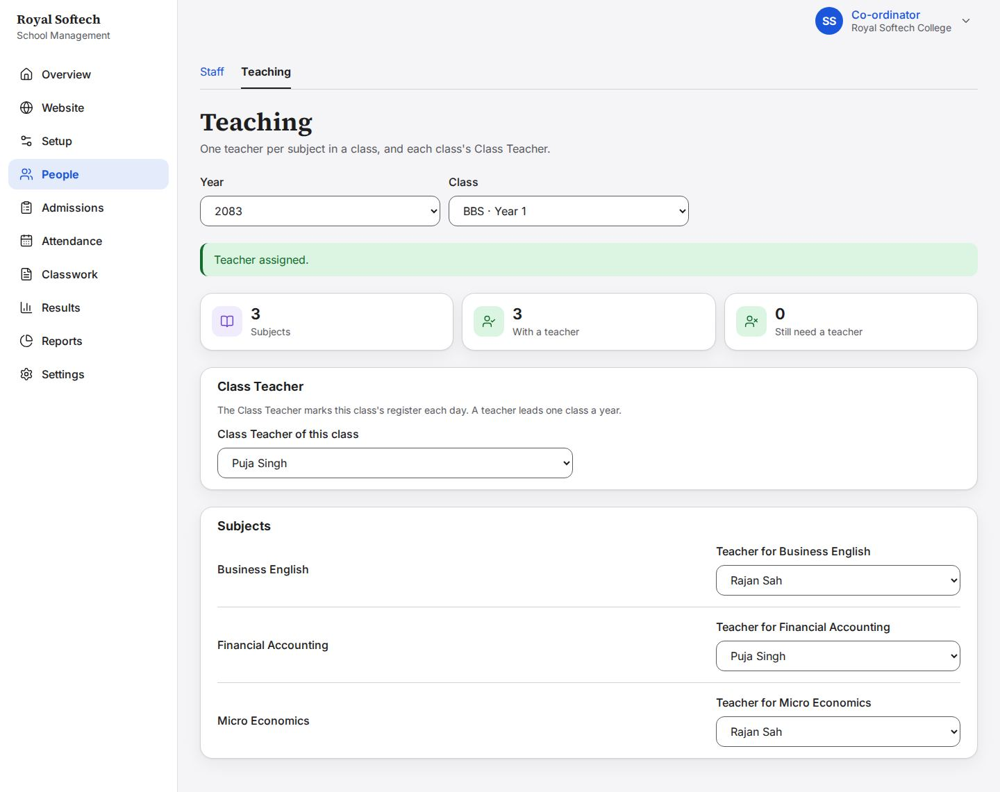 Royal Softech
School Management
Overview
Website
Setup
People
Admissions
Attendance
Classwork
Results
Reports
Settings
SS
Co-ordinator
Royal Softech College
Staff
Teaching
Teaching
One teacher per subject in a class, and each class's Class Teacher.
Year
Class
2083
BBS · Year 1
Teacher assigned.
3
Subjects
3
With a teacher
0
Still need a teacher
Class Teacher
The Class Teacher marks this class's register each day. A teacher leads one class a year.
Class Teacher of this class
Puja Singh
Subjects
Business English
Teacher for Business English
Rajan Sah
Financial Accounting
Teacher for Financial Accounting
Puja Singh
Micro Economics
Teacher for Micro Economics
Rajan Sah